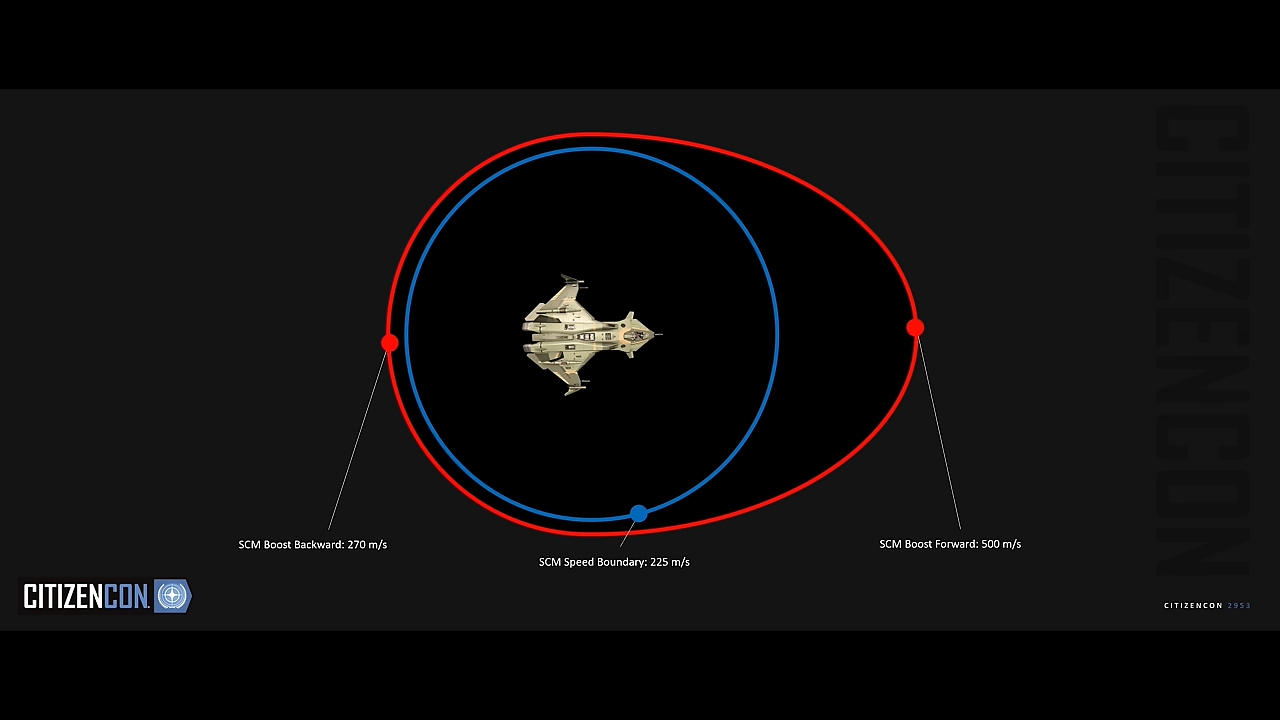 CITIZENCON
SCM Boost Backward: 270 m/s
SCM Boost Forward: 500 m/s
SCM Speed Boundary: 225 m/s
CITIZENCON.
CITIZENCON 2953